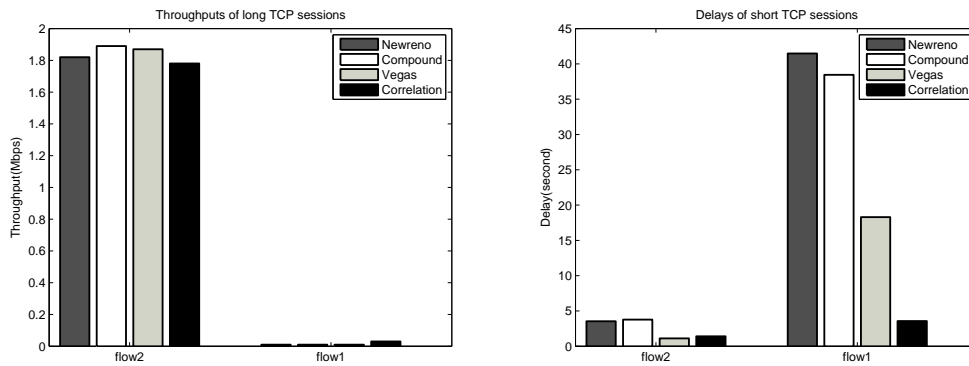 Throughputs of long TCP sessions
Throughput(Mbps)
2
1.8
1.6
1.4
1.2
1
0.8
0.6
0.4
0.2
0
flow2
flow1
Newreno
Compound
Vegas
Correlation
Delays of short TCP sessions
Delay(second)
45
40
35
30
25
20
15
10
5
0
flow2
flow1
Newreno
Compound
Vegas
Correlation